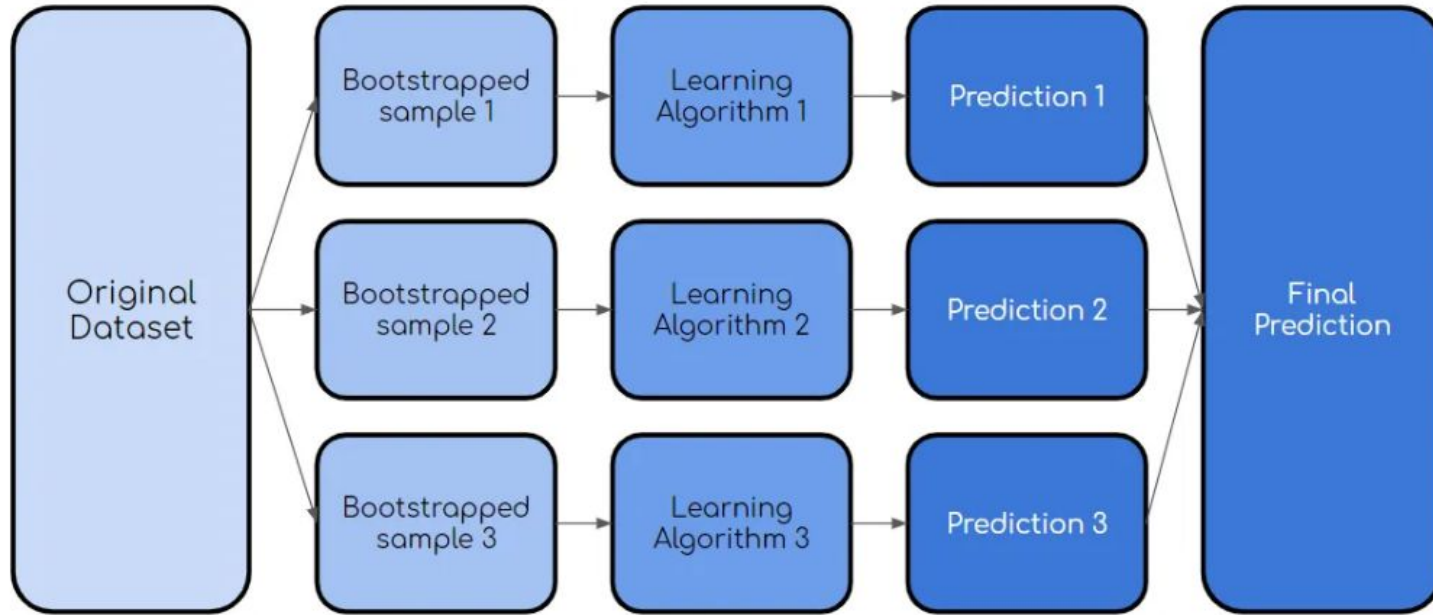 Original
Dataset
Bootstrapped
sample 1
Learning
Algorithm 1
Prediction 1
Bootstrapped
sample 2
Learning
Algorithm 2
Prediction 2
Bootstrapped
sample 3
Learning
Algorithm 3
Prediction 3
Final
Prediction